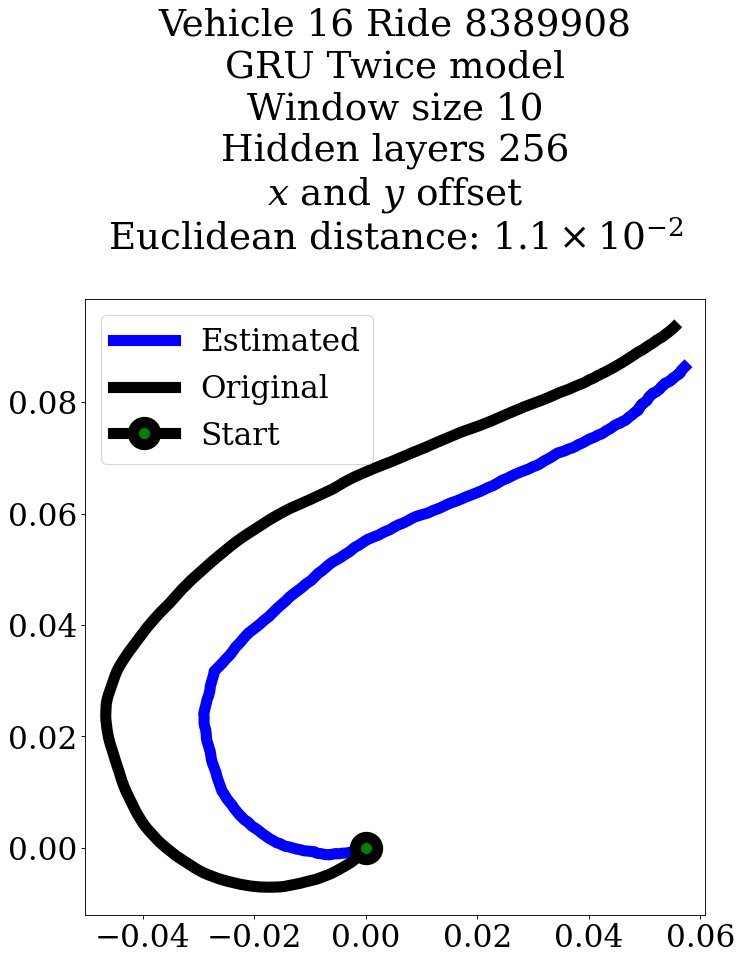 Vehicle 16 Ride 8389908
GRU Twice model
Window size 10
Hidden layers 256
x and y offset
Euclidean distance: 1.1 × 10⁻²
Estimated
Original
Start
0.08
0.06
0.04
0.02
0.00
−0.04 −0.02 0.00 0.02 0.04 0.06